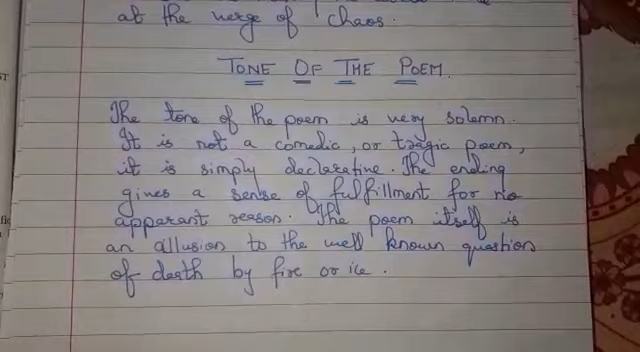 at the verge of chaos.
TONE OF THE POEM.
The tone of the poem is very solemn.
It is not a comedic, or tragic poem,
it is simply declarative. The ending
gives a sense of fulfillment for no
apparant reason. The poem itself is
an allusion to the well known question
of death by fire or ice.